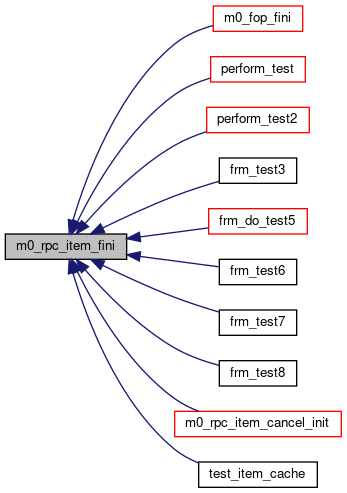 m0_fop_fini
perform_test
perform_test2
frm_test3
frm_do_test5
m0_rpc_item_fini
frm_test6
frm_test7
frm_test8
m0_rpc_item_cancel_init
test_item_cache